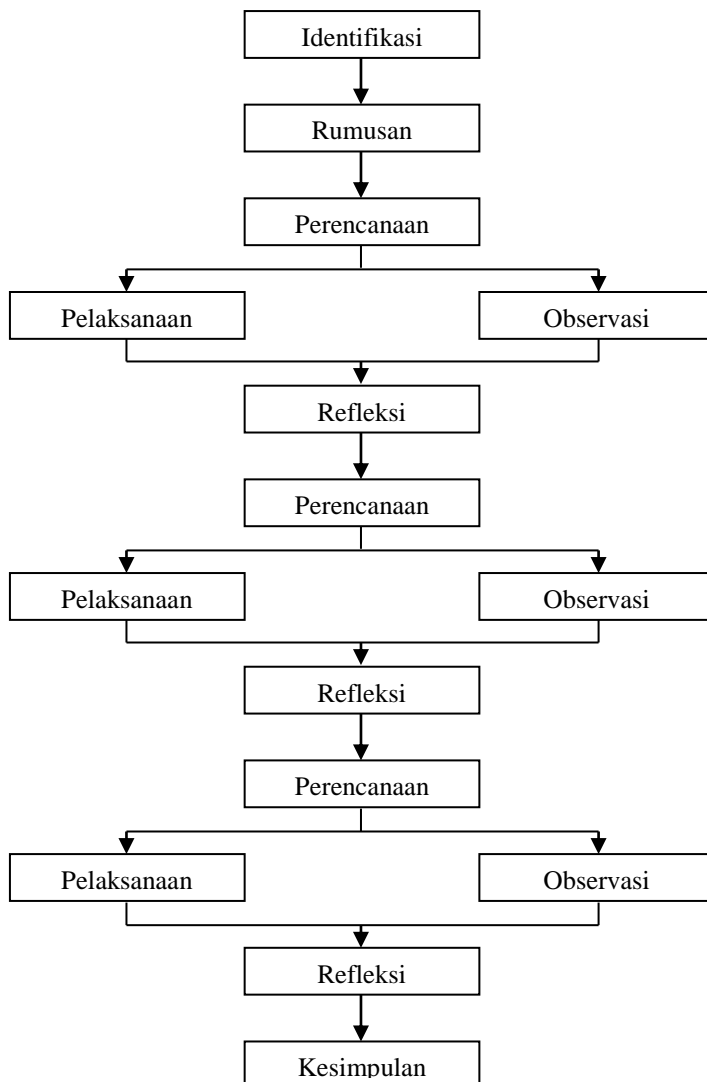 Identifikasi
Rumusan
Perencanaan
Pelaksanaan
Observasi
Refleksi
Perencanaan
Pelaksanaan
Observasi
Refleksi
Perencanaan
Pelaksanaan
Observasi
Refleksi
Kesimpulan